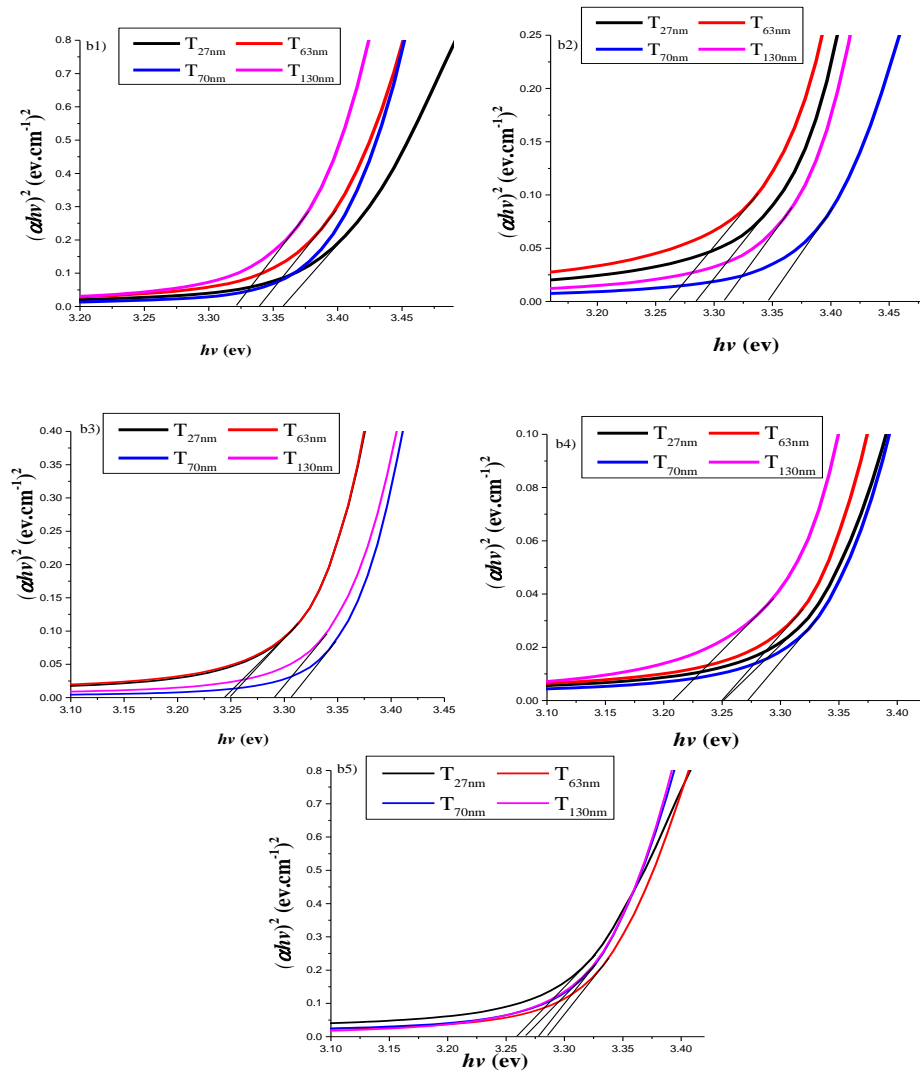 b1)
T27nm T63nm
T70nm T130nm
(αhν)² (ev.cm⁻¹)²
0.8
0.7
0.6
0.5
0.4
0.3
0.2
0.1
0.0
3.20 3.25 3.30 3.35 3.40 3.45
hν (ev)
b2)
T27nm T63nm
T70nm T130nm
(αhν)² (ev.cm⁻¹)²
0.25
0.20
0.15
0.10
0.05
0.00
3.20 3.25 3.30 3.35 3.40 3.45
hν (ev)
b3)
T27nm T63nm
T70nm T130nm
(αhν)² (ev.cm⁻¹)²
0.40
0.35
0.30
0.25
0.20
0.15
0.10
0.05
0.00
3.10 3.15 3.20 3.25 3.30 3.35 3.40 3.45
hν (ev)
b4)
T27nm T63nm
T70nm T130nm
(αhν)² (ev.cm⁻¹)²
0.10
0.08
0.06
0.04
0.02
0.00
3.10 3.15 3.20 3.25 3.30 3.35 3.40
hν (ev)
b5)
T27nm T63nm
T70nm T130nm
(αhν)² (ev.cm⁻¹)²
0.8
0.7
0.6
0.5
0.4
0.3
0.2
0.1
0.0
3.10 3.15 3.20 3.25 3.30 3.35 3.40
hν (ev)